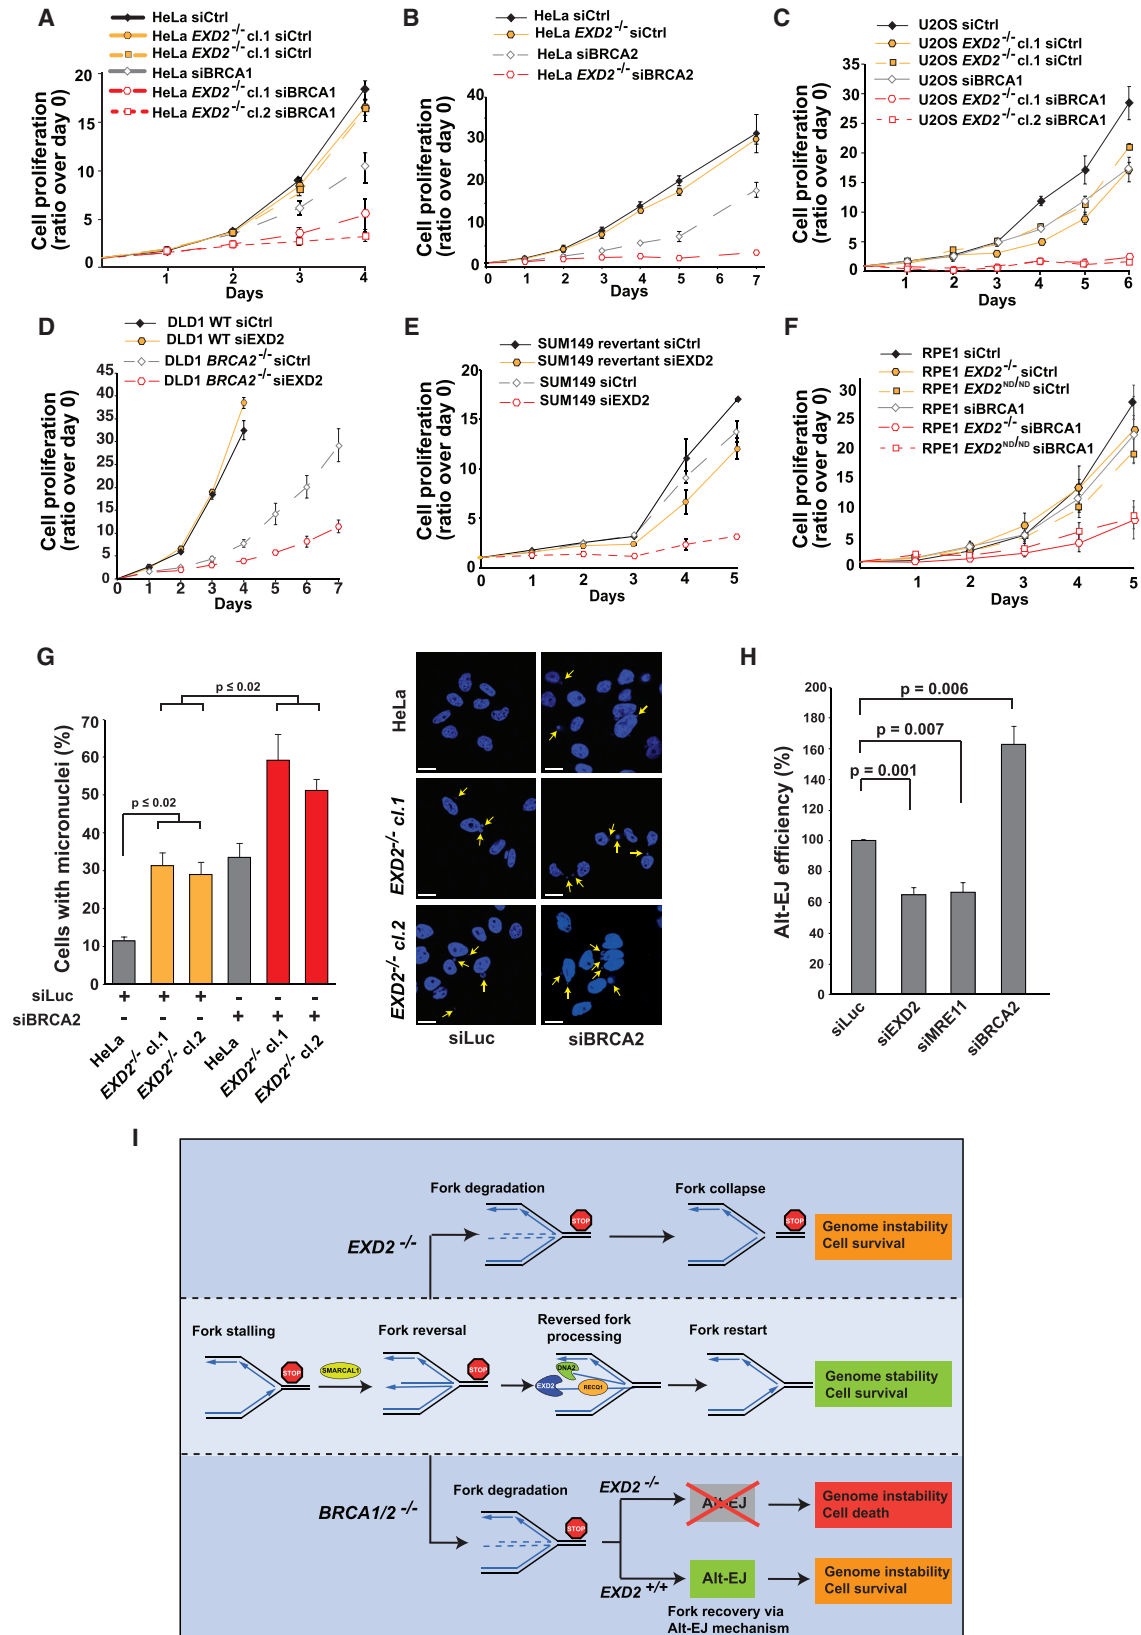 A
HeLa siCtrl
HeLa EXD2-/- cl.1 siCtrl
HeLa EXD2-/- cl.1 siCtrl
HeLa siBRCA1
HeLa EXD2-/- cl.1 siBRCA1
HeLa EXD2-/- cl.2 siBRCA1
Cell proliferation
(ratio over day 0)
20
15
10
5
0
1 2 3 4
Days
B
HeLa siCtrl
HeLa EXD2-/- siCtrl
HeLa siBRCA2
HeLa EXD2-/- siBRCA2
Cell proliferation
(ratio over day 0)
40
30
20
10
0
1 2 3 4 5 7
Days
C
U2OS siCtrl
U2OS EXD2-/- cl.1 siCtrl
U2OS EXD2-/- cl.1 siCtrl
U2OS siBRCA1
U2OS EXD2-/- cl.1 siBRCA1
U2OS EXD2-/- cl.2 siBRCA1
Cell proliferation
(ratio over day 0)
35
30
25
20
15
10
5
0
1 2 3 4 5 6
Days
D
DLD1 WT siCtrl
DLD1 WT siEXD2
DLD1 BRCA2-/- siCtrl
DLD1 BRCA2-/- siEXD2
Cell proliferation
(ratio over day 0)
45
40
35
30
25
20
15
10
5
0
0 1 2 3 4 5 6 7
Days
E
SUM149 revertant siCtrl
SUM149 revertant siEXD2
SUM149 siCtrl
SUM149 siEXD2
Cell proliferation
(ratio over day 0)
20
15
10
5
0
0 1 2 3 4 5
Days
F
RPE1 siCtrl
RPE1 EXD2-/- siCtrl
RPE1 EXD2ND/ND siCtrl
RPE1 siBRCA1
RPE1 EXD2-/- siBRCA1
RPE1 EXD2ND/ND siBRCA1
Cell proliferation
(ratio over day 0)
30
25
20
15
10
5
0
1 2 3 4 5
Days
G
p ≤ 0.02
p ≤ 0.02
Cells with micronuclei (%)
70
60
50
40
30
20
10
0
siLuc + + + - - -
siBRCA2 - - - + + +
HeLa
EXD2-/- cl.1
EXD2-/- cl.2
HeLa
EXD2-/- cl.1
EXD2-/- cl.2
HeLa
EXD2-/- cl.1
EXD2-/- cl.2
siLuc siBRCA2
H
p = 0.006
p = 0.007
p = 0.001
Alt-EJ efficiency (%)
200
180
160
140
120
100
80
60
40
20
0
siLuc
siEXD2
siMRE11
siBRCA2
I
Fork degradation
Fork collapse
STOP
STOP
EXD2 -/-
Genome instability
Cell survival
Fork stalling
Fork reversal
Reversed fork
processing
Fork restart
STOP
SMARCAL1
STOP
DNA2
EXD2
RECQ1
Genome stability
Cell survival
BRCA1/2 -/-
Fork degradation
STOP
EXD2 -/-
Alt-EJ
Genome instability
Cell death
EXD2 +/+
Alt-EJ
Genome instability
Cell survival
Fork recovery via
Alt-EJ mechanism